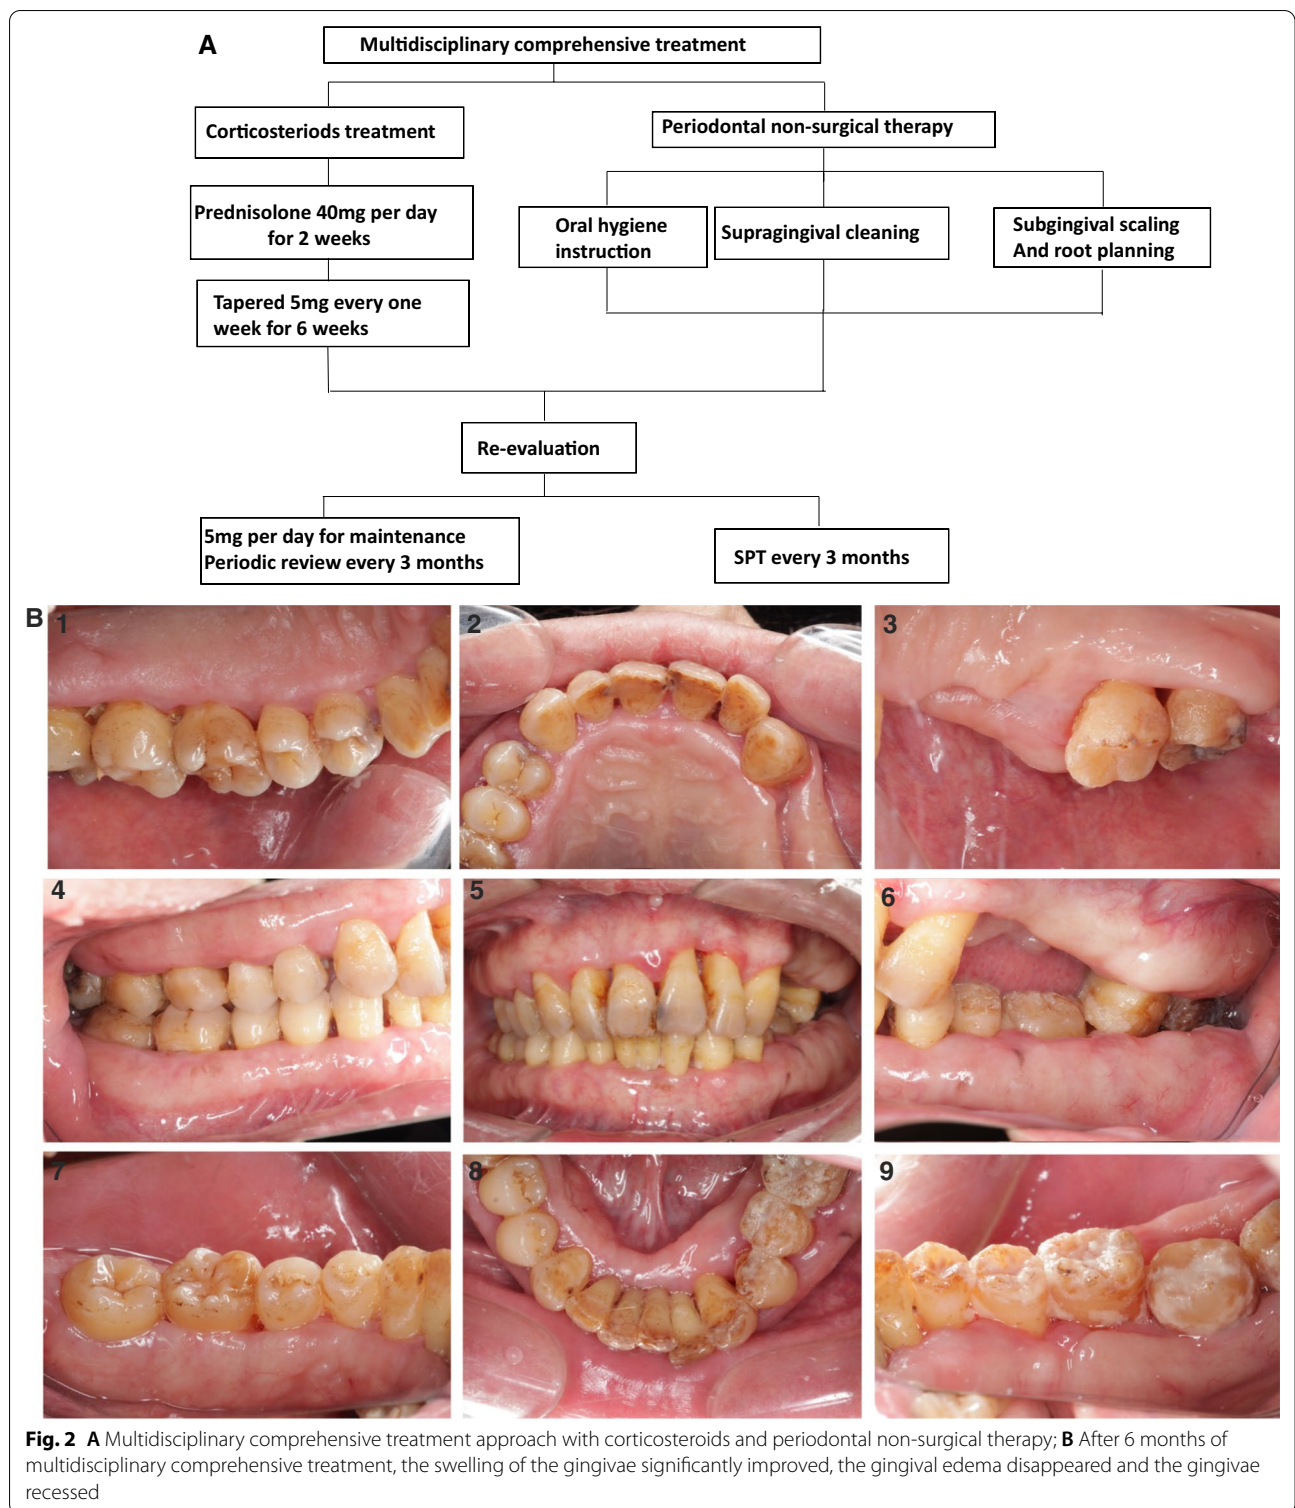 A
Multidisciplinary comprehensive treatment
Corticosteriods treatment
Periodontal non-surgical therapy
Prednisolone 40mg per day
for 2 weeks
Oral hygiene
instruction
Supragingival cleaning
Subgingival scaling
And root planning
Tapered 5mg every one
week for 6 weeks
Re-evaluation
5mg per day for maintenance
Periodic review every 3 months
SPT every 3 months
B
1
2
3
4
5
6
7
8
9
Fig. 2 A Multidisciplinary comprehensive treatment approach with corticosteroids and periodontal non-surgical therapy; B After 6 months of
multidisciplinary comprehensive treatment, the swelling of the gingivae significantly improved, the gingival edema disappeared and the gingivae
recessed